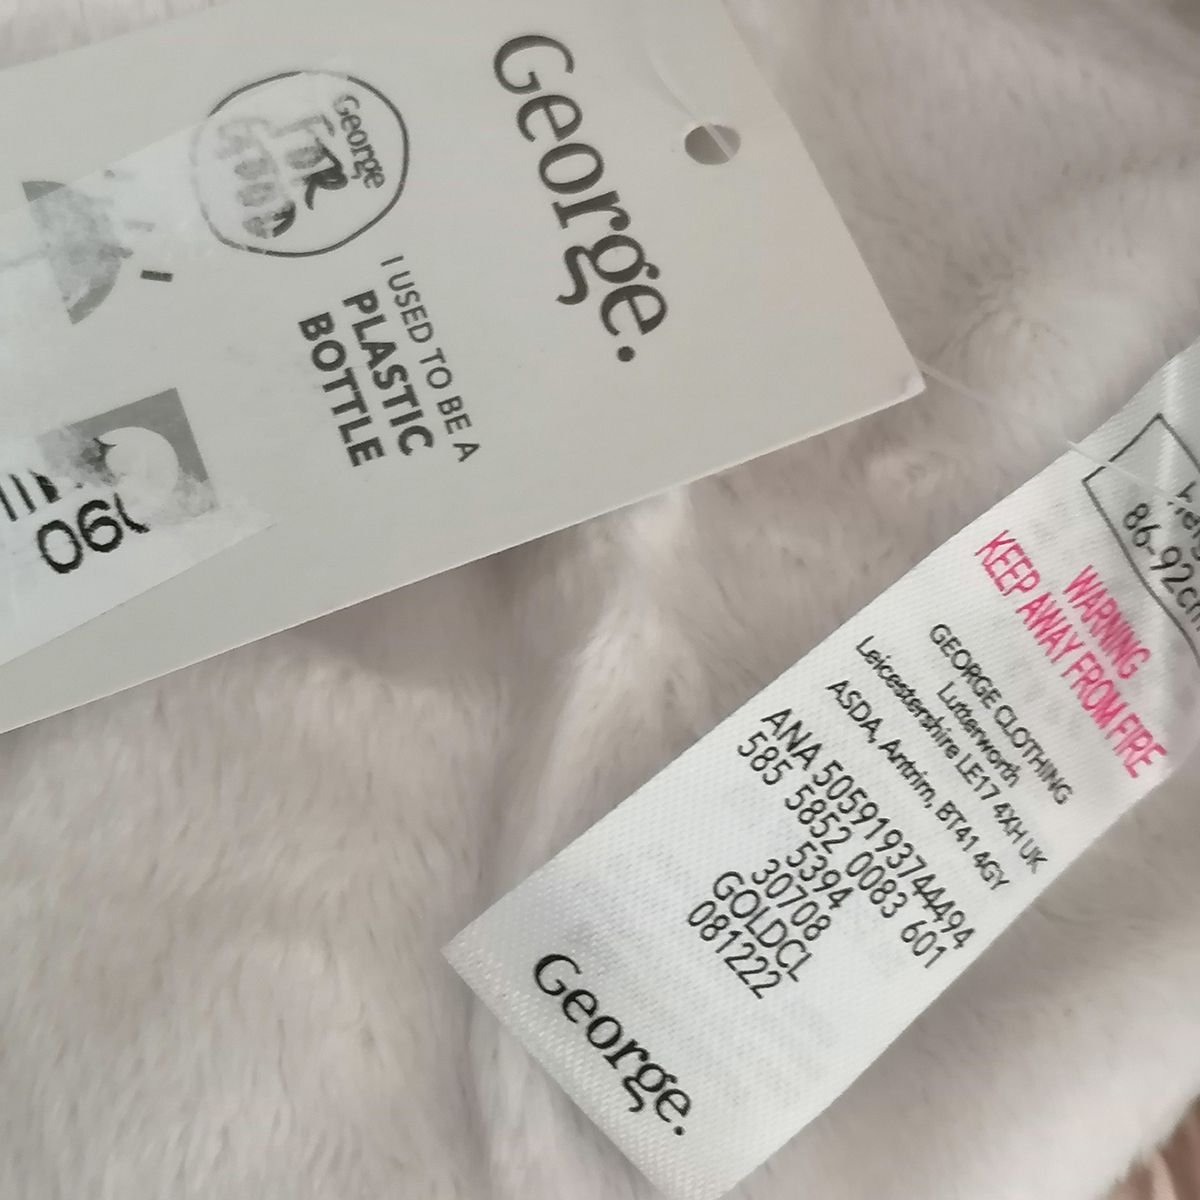 George.
George
FOR
GOOD
I USED TO BE A
PLASTIC
BOTTLE
86-92cm
WARNING
KEEP AWAY FROM FIRE
GEORGE CLOTHING
Lutterworth
Leicestershire LE17 4XH UK
ASDA, Antrim, BT41 4GY
ANA 5059193744494
585 5852 0083 601
5394
30708
GOLDCL
081222
George.